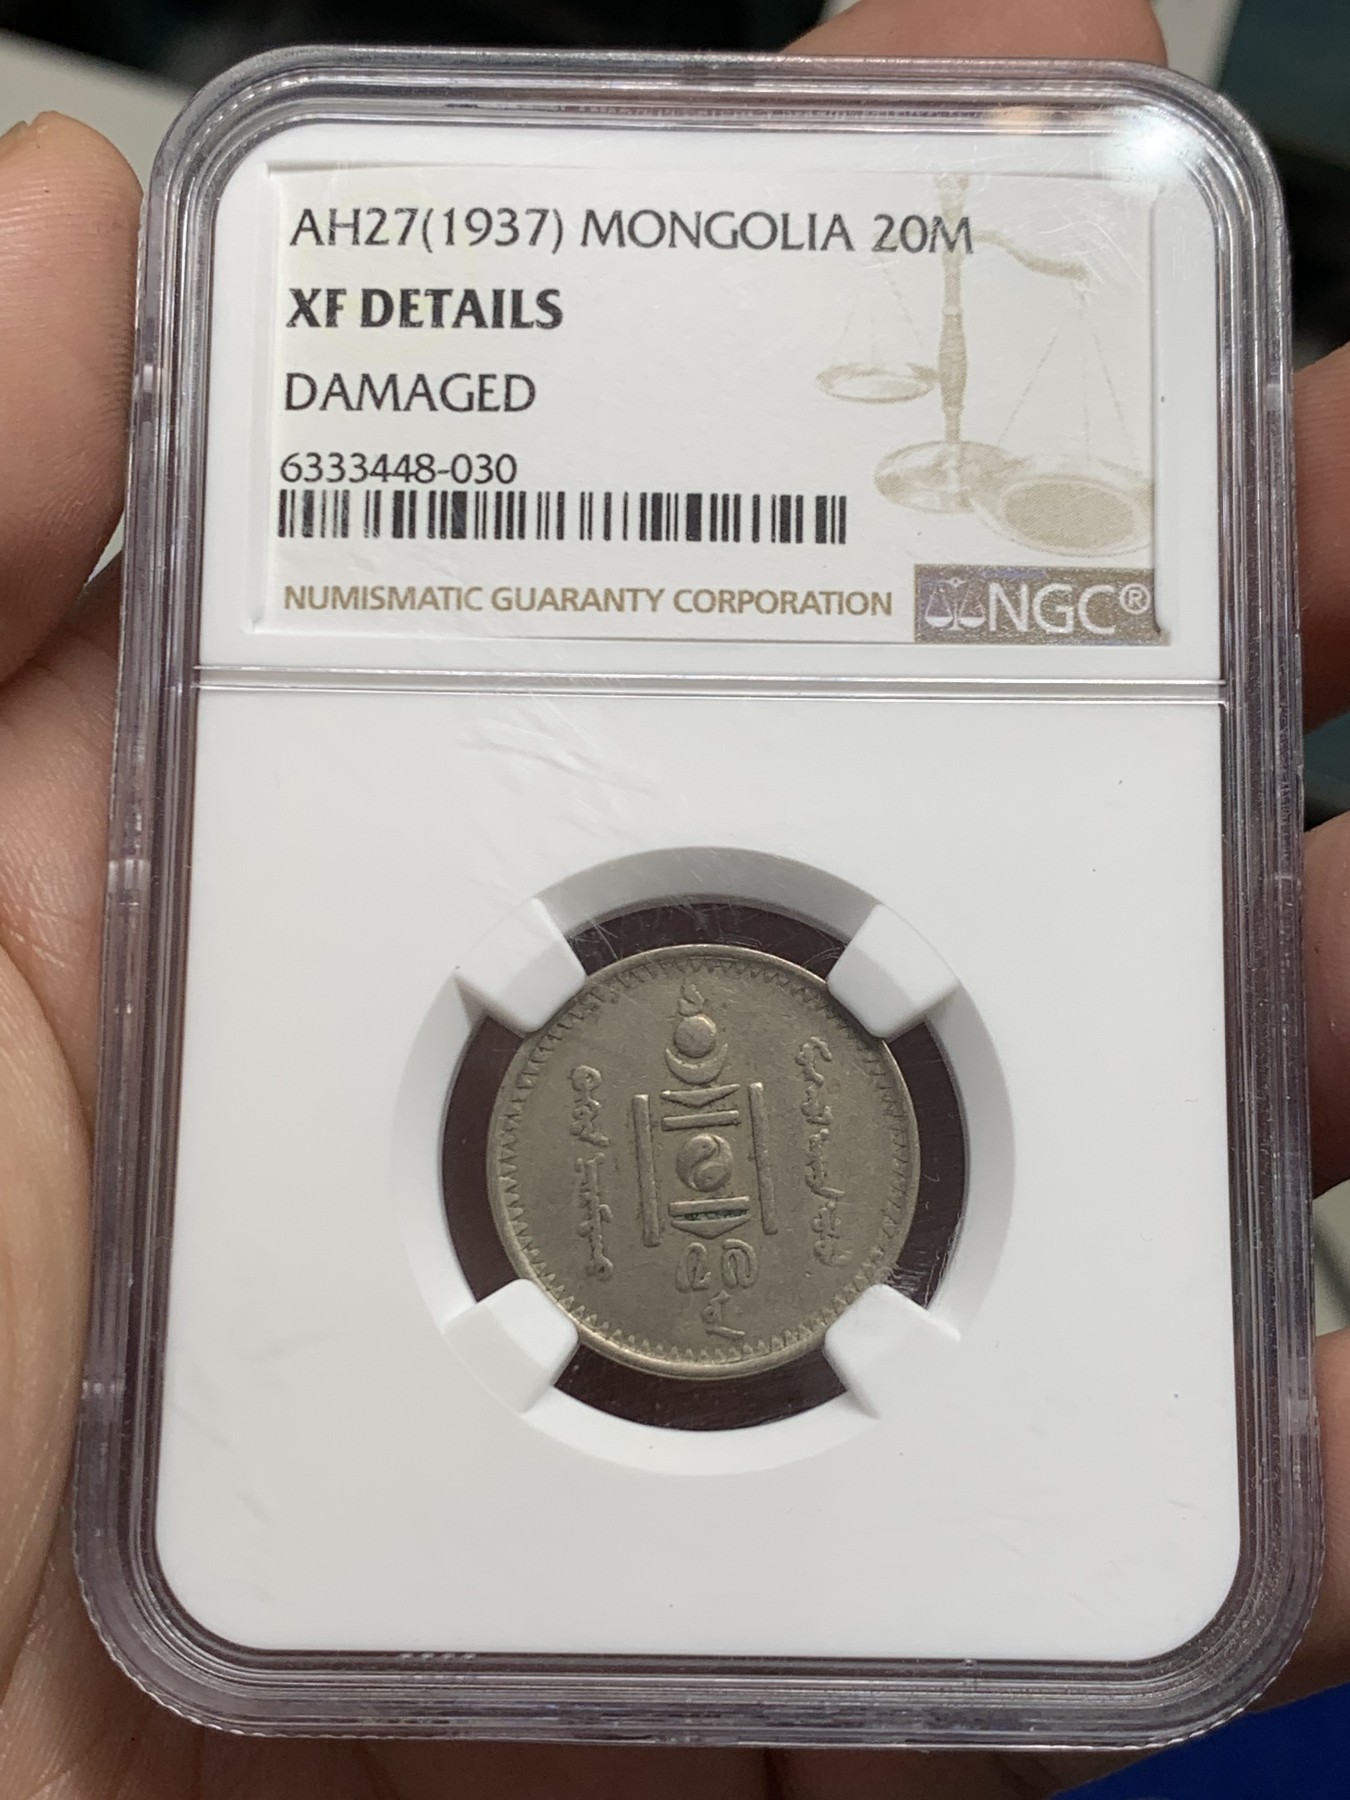 AH27(1937) MONGOLIA 20M
XF DETAILS
DAMAGED
6333448-030
NUMISMATIC GUARANTY CORPORATION
NGC®